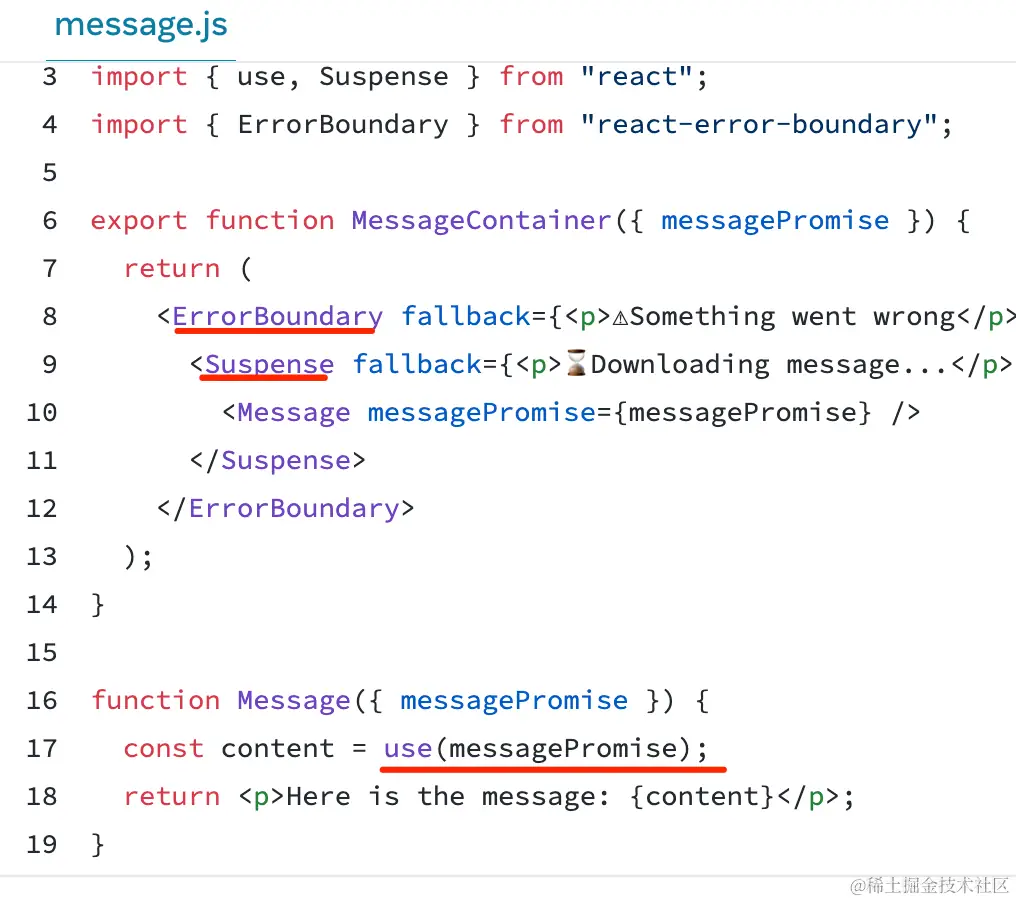 message.js
3 import { use, Suspense } from "react";
4 import { ErrorBoundary } from "react-error-boundary";
5
6 export function MessageContainer({ messagePromise }) {
7   return (
8     <ErrorBoundary fallback={<p>⚠Something went wrong</p>
9       <Suspense fallback={<p>⌛Downloading message...</p>
10         <Message messagePromise={messagePromise} />
11       </Suspense>
12     </ErrorBoundary>
13   );
14 }
15
16 function Message({ messagePromise }) {
17   const content = use(messagePromise);
18   return <p>Here is the message: {content}</p>;
19 }
@稀土掘金技术社区